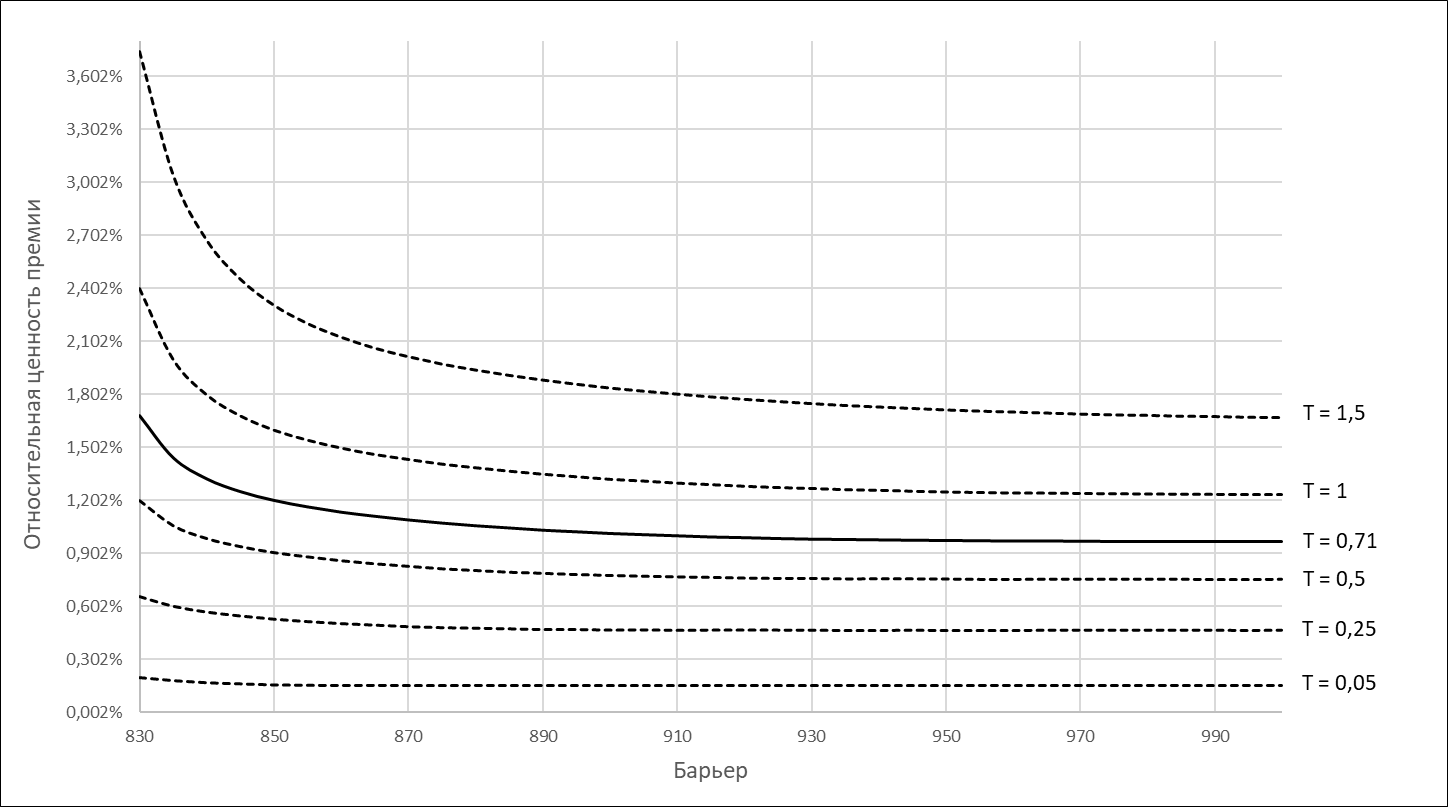 Относительная ценность премии
3,602%
3,302%
3,002%
2,702%
2,402%
2,102%
1,802%
1,502%
1,202%
0,902%
0,602%
0,302%
0,002%
T = 1,5
T = 1
T = 0,71
T = 0,5
T = 0,25
T = 0,05
830 850 870 890 910 930 950 970 990
Барьер